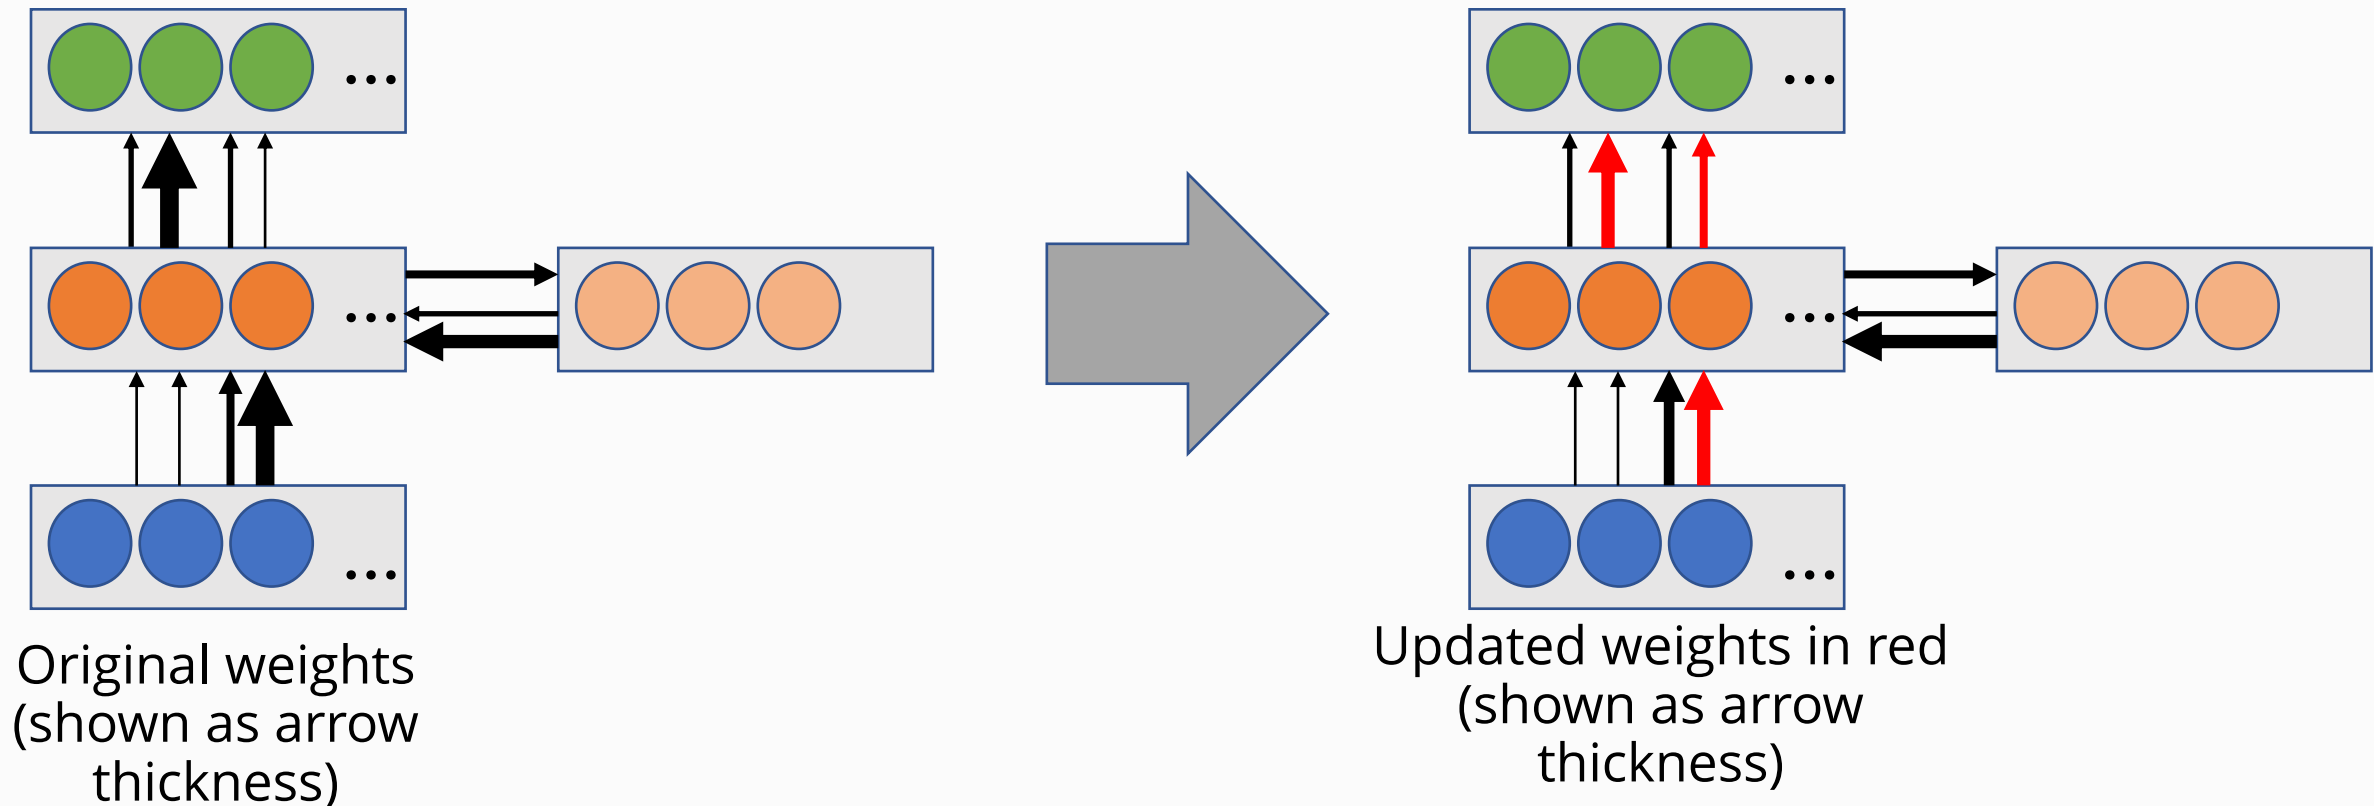 ...
...
...
...
...
...
Original weights
(shown as arrow
thickness)
Updated weights in red
(shown as arrow
thickness)